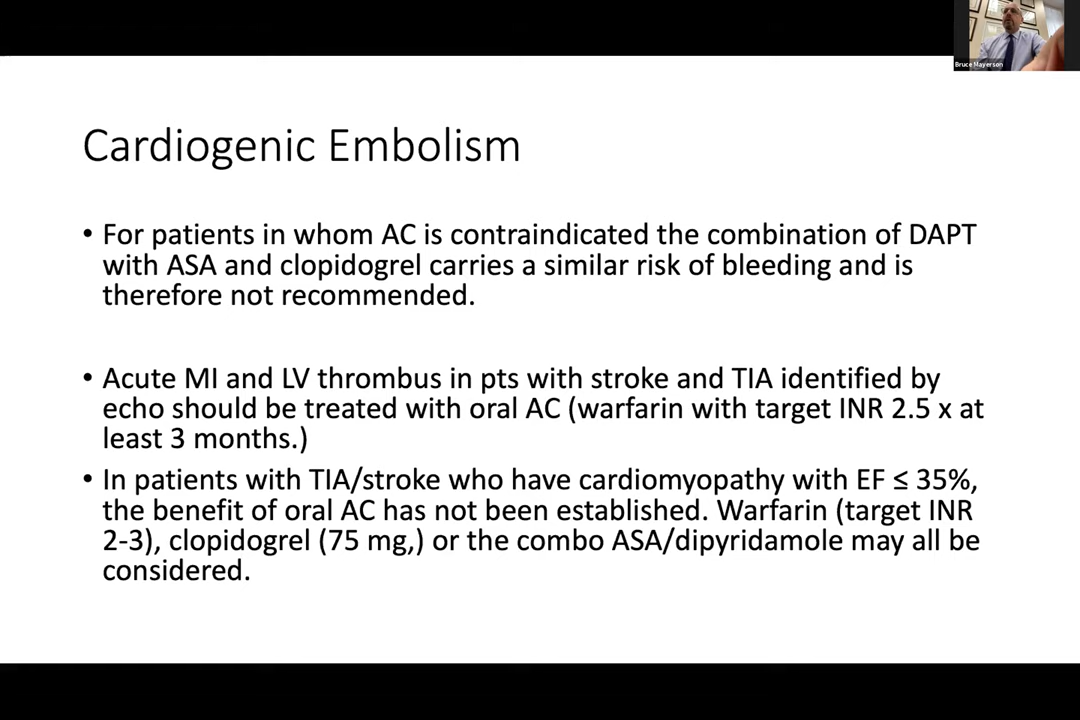 Bruce Mayerson
Cardiogenic Embolism
• For patients in whom AC is contraindicated the combination of DAPT
with ASA and clopidogrel carries a similar risk of bleeding and is
therefore not recommended.
• Acute MI and LV thrombus in pts with stroke and TIA identified by
echo should be treated with oral AC (warfarin with target INR 2.5 x at
least 3 months.)
• In patients with TIA/stroke who have cardiomyopathy with EF ≤ 35%,
the benefit of oral AC has not been established. Warfarin (target INR
2-3), clopidogrel (75 mg,) or the combo ASA/dipyridamole may all be
considered.